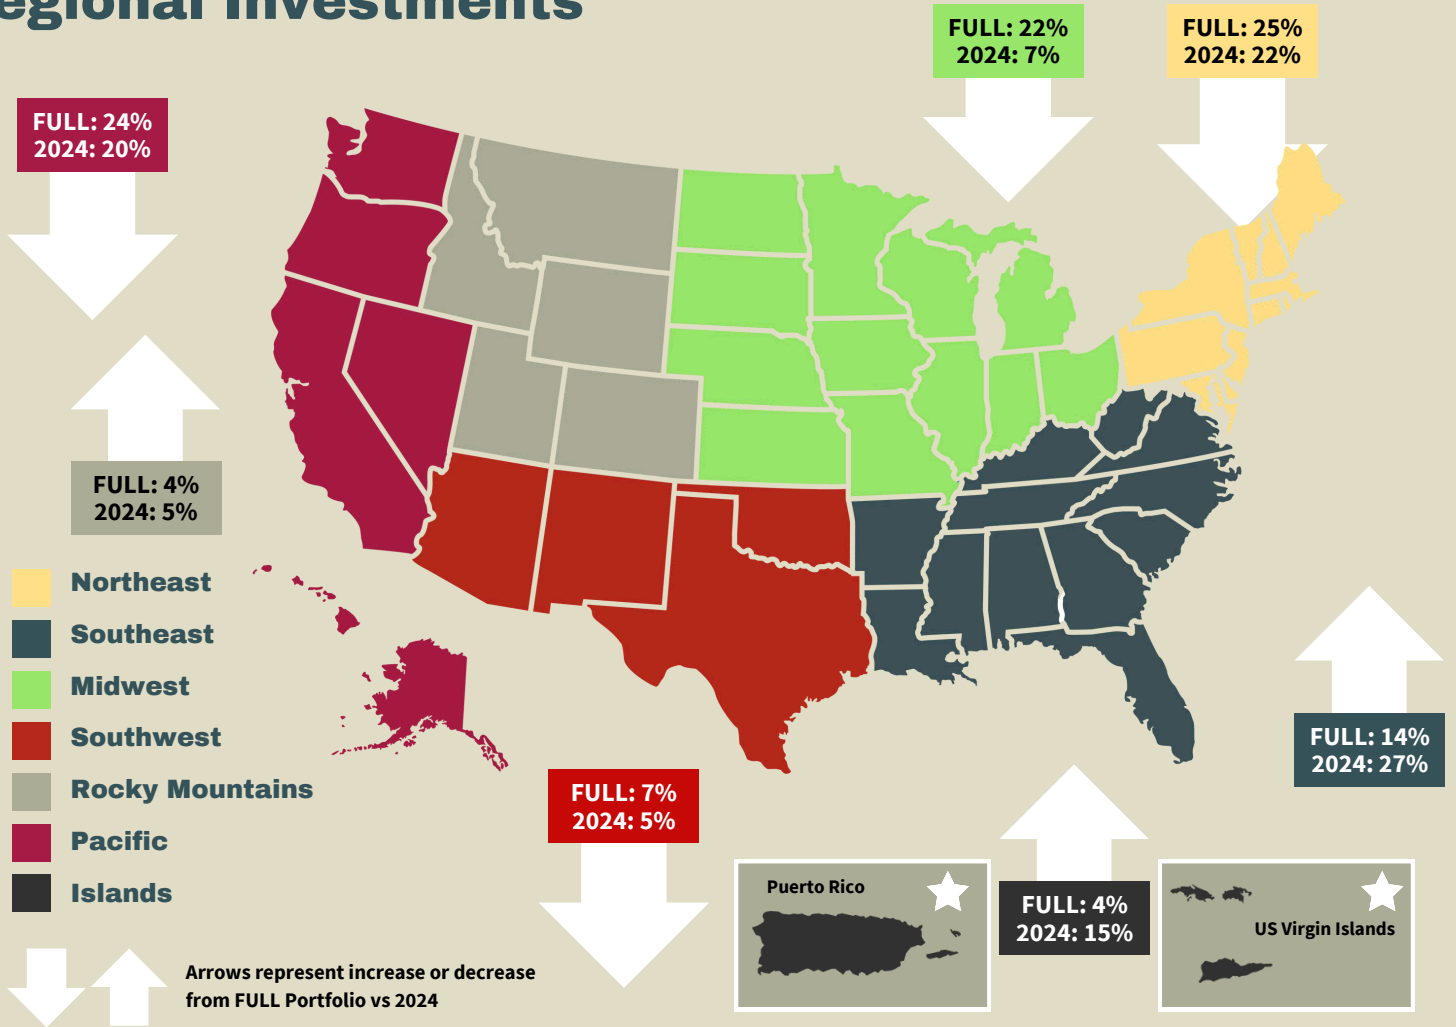 egional Investments
FULL: 22%
2024: 7%
FULL: 25%
2024: 22%
FULL: 24%
2024: 20%
FULL: 4%
2024: 5%
Northeast
Southeast
Midwest
Southwest
Rocky Mountains
Pacific
Islands
FULL: 14%
2024: 27%
FULL: 7%
2024: 5%
Puerto Rico
FULL: 4%
2024: 15%
US Virgin Islands
Arrows represent increase or decrease
from FULL Portfolio vs 2024